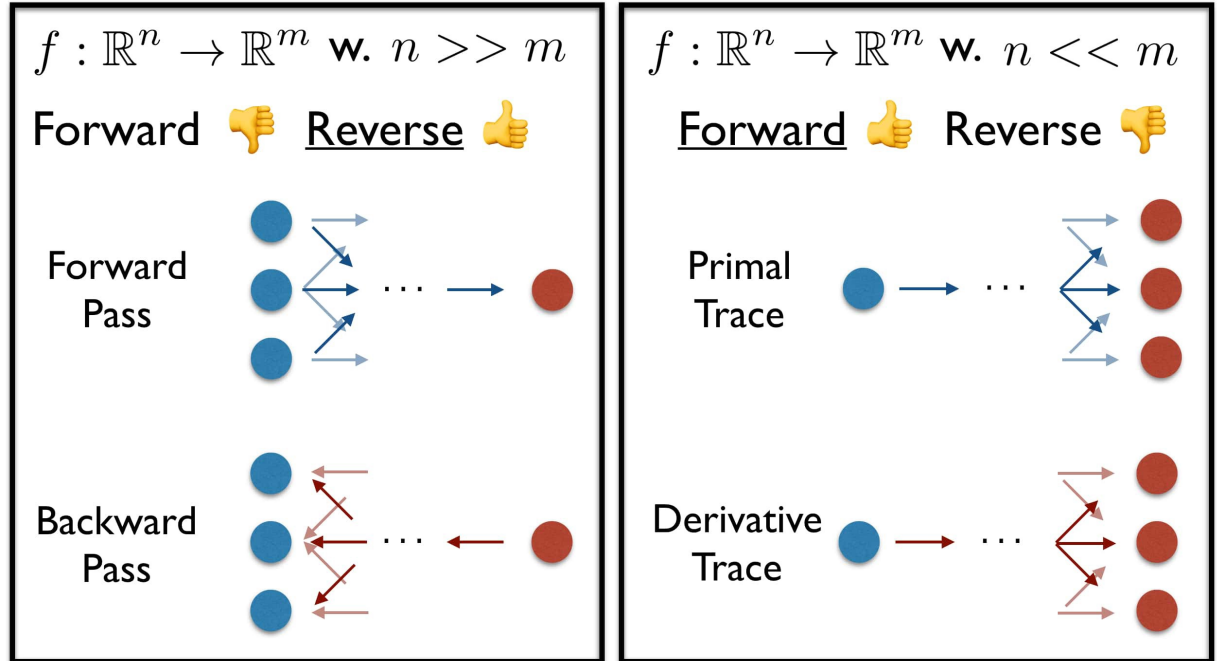 f : ℝⁿ → ℝᵐ w. n >> m
Forward 👎 Reverse 👍
Forward
Pass
...
Backward
Pass
...
f : ℝⁿ → ℝᵐ w. n << m
Forward 👍 Reverse 👎
Primal
Trace
...
Derivative
Trace
...